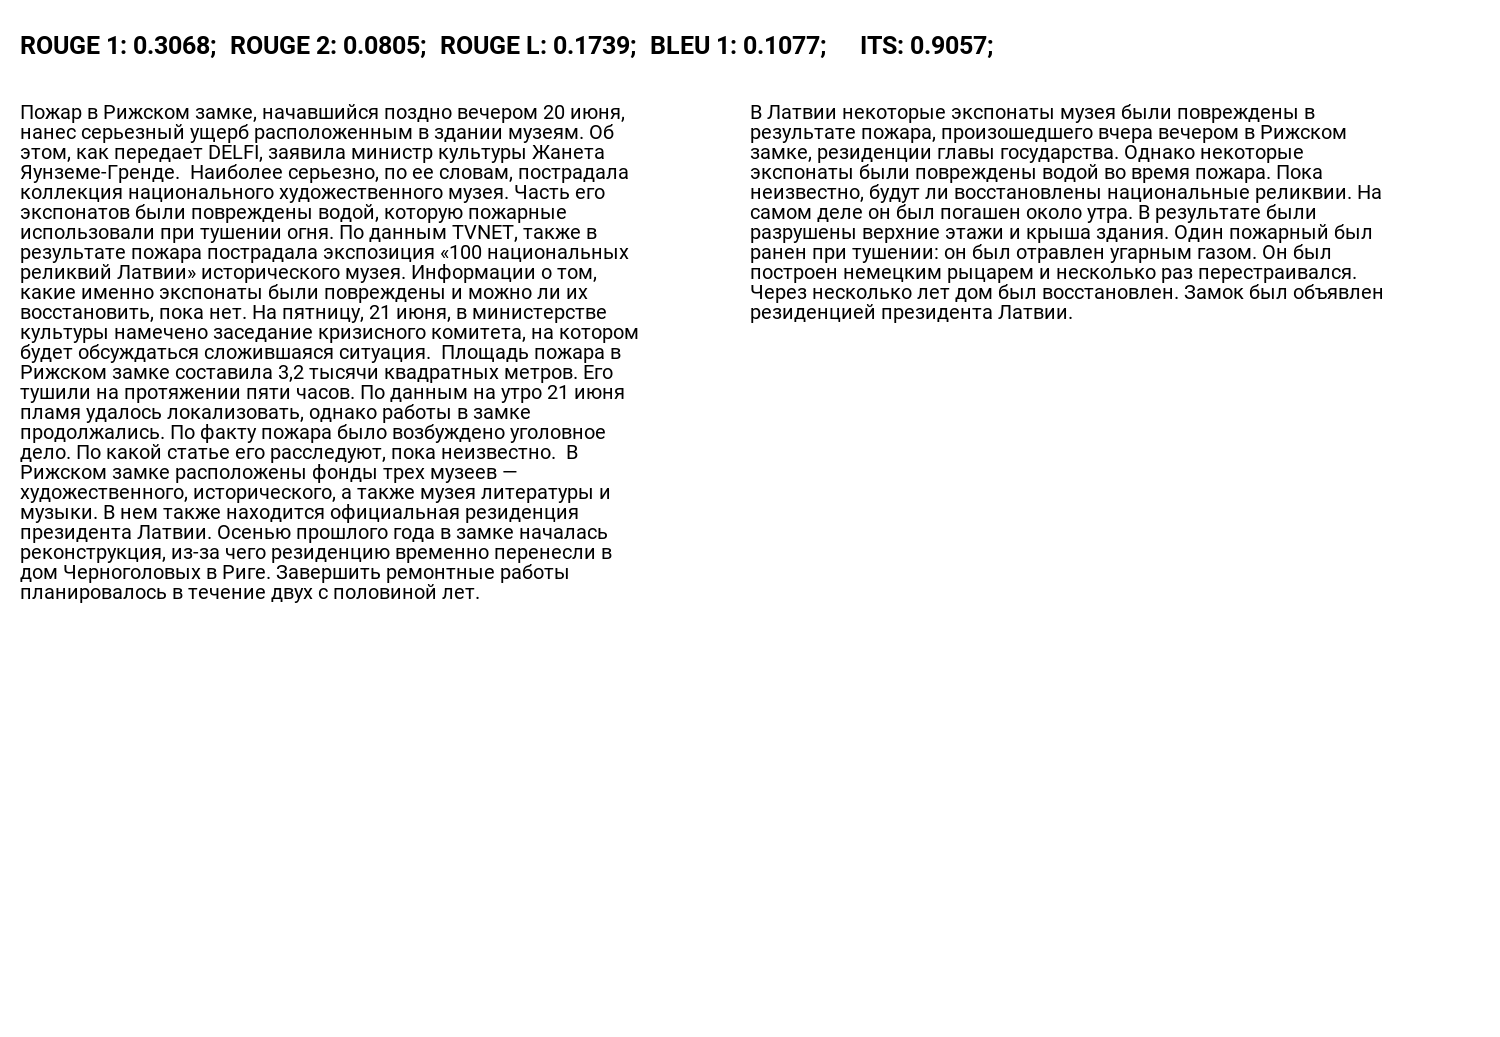 ROUGE 1: 0.3068;  ROUGE 2: 0.0805;  ROUGE L: 0.1739;  BLEU 1: 0.1077;  ITS: 0.9057;
Пожар в Рижском замке, начавшийся поздно вечером 20 июня,
нанес серьезный ущерб расположенным в здании музеям. Об
этом, как передает DELFI, заявила министр культуры Жанета
Яунземе-Гренде.  Наиболее серьезно, по ее словам, пострадала
коллекция национального художественного музея. Часть его
экспонатов были повреждены водой, которую пожарные
использовали при тушении огня. По данным TVNET, также в
результате пожара пострадала экспозиция «100 национальных
реликвий Латвии» исторического музея. Информации о том,
какие именно экспонаты были повреждены и можно ли их
восстановить, пока нет. На пятницу, 21 июня, в министерстве
культуры намечено заседание кризисного комитета, на котором
будет обсуждаться сложившаяся ситуация.  Площадь пожара в
Рижском замке составила 3,2 тысячи квадратных метров. Его
тушили на протяжении пяти часов. По данным на утро 21 июня
пламя удалось локализовать, однако работы в замке
продолжались. По факту пожара было возбуждено уголовное
дело. По какой статье его расследуют, пока неизвестно.  В
Рижском замке расположены фонды трех музеев —
художественного, исторического, а также музея литературы и
музыки. В нем также находится официальная резиденция
президента Латвии. Осенью прошлого года в замке началась
реконструкция, из-за чего резиденцию временно перенесли в
дом Черноголовых в Риге. Завершить ремонтные работы
планировалось в течение двух с половиной лет.
В Латвии некоторые экспонаты музея были повреждены в
результате пожара, произошедшего вчера вечером в Рижском
замке, резиденции главы государства. Однако некоторые
экспонаты были повреждены водой во время пожара. Пока
неизвестно, будут ли восстановлены национальные реликвии. На
самом деле он был погашен около утра. В результате были
разрушены верхние этажи и крыша здания. Один пожарный был
ранен при тушении: он был отравлен угарным газом. Он был
построен немецким рыцарем и несколько раз перестраивался.
Через несколько лет дом был восстановлен. Замок был объявлен
резиденцией президента Латвии.